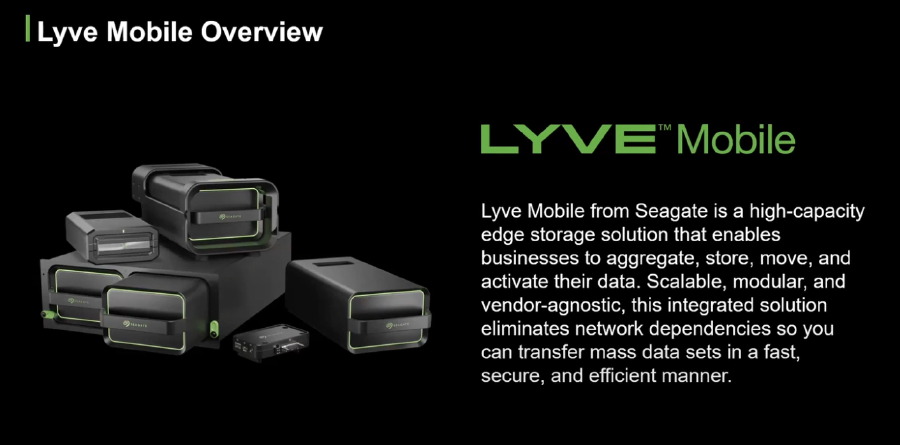 Lyve Mobile Overview
LYVE™ Mobile
Lyve Mobile from Seagate is a high-capacity
edge storage solution that enables
businesses to aggregate, store, move, and
activate their data. Scalable, modular, and
vendor-agnostic, this integrated solution
eliminates network dependencies so you
can transfer mass data sets in a fast,
secure, and efficient manner.
SEAGATE
SEAGATE
SEAGATE
SEAGATE